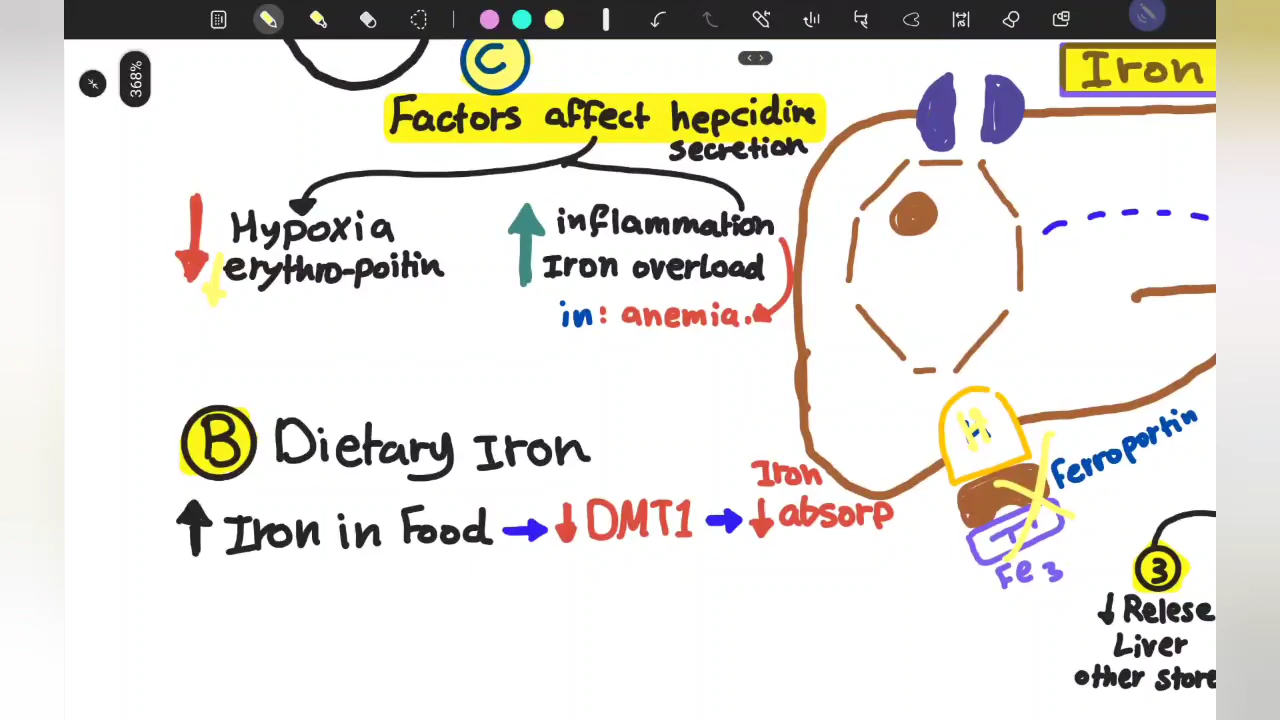 368%
C
Iron
Factors affect hepcidine
secretion
Hypoxia
erythro-poitin
inflammation
Iron overload
in: anemia.
B Dietary Iron
↑ Iron in Food → ↓ DMT1 → ↓ Iron absorp
H
Ferroportin
T
Fe 3
3
↓ Relese
Liver
other store